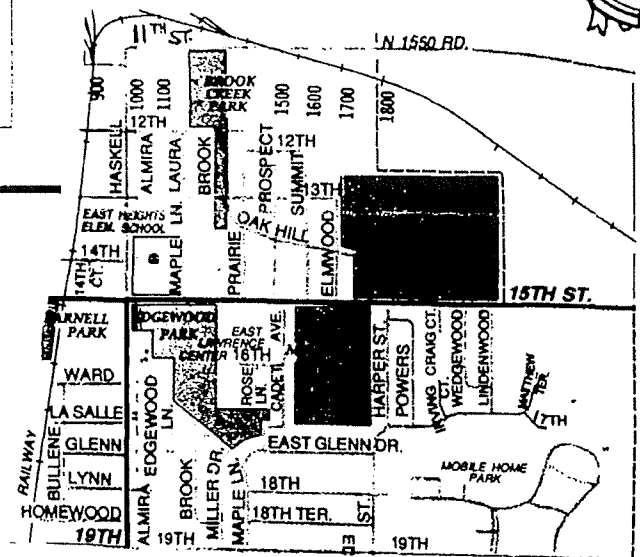 11TH ST.
N 1550 RD.
BROOK
CREEK
PARK
900
1000
1100
1500
1600
1700
1800
12TH
12TH
HASKELL
ALMIRA
LAURA
BROOK
PROSPECT
SUMMIT
13TH
EAST HEIGHTS
ELEM. SCHOOL
MAPLE LN.
PRAIRIE
OAK HILL
ELMWOOD
14TH
14TH
CT.
15TH ST.
PARK
EDGEWOOD
PARK
EAST
LAWRENCE
CENTER
16TH
ROSE
LN.
CADET AVE.
HARPER ST.
POWERS
IRVING
CRAIG CT.
CT.
WEDGEWOOD
LINDENWOOD
MATTHEW
TER.
17TH
WARD
LA SALLE
GLENN
LYNN
HOMEWOOD
19TH
RAILWAY
BULLENE
ALMIRA
EDGEWOOD
LN.
BROOK
MILLER DR.
MAPLE LN.
EAST GLENN DR.
18TH
18TH TER.
19TH
ST
19TH
MOBILE HOME
PARK